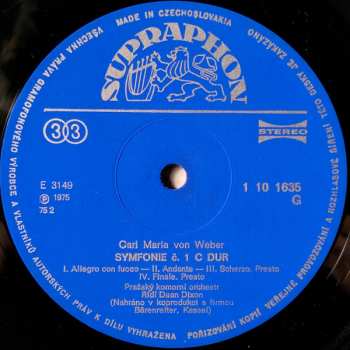 MADE IN CZECHOSLOVAKIA
VŠECHNA PRÁVA GRAMOFONOVÉHO VÝROBCE A VLASTNÍKŮ AUTORSKÝCH PRÁV K DÍLU VYHRAŽENA. POŘIZOVÁNÍ KOPIÍ, VEŘEJNÉ PROVOZOVÁNÍ A ROZHLASOVÉ VYSÍLÁNÍ TÉTO DESKY JE ZAKÁZÁNO
SUPRAPHON
33
STEREO
E 3149
℗ 1975
75 2
1 10 1635
G
Carl Maria von Weber
SYMFONIE č. 1 C DUR
I. Allegro con fuoco — II. Andante — III. Scherzo. Presto
IV. Finale. Presto
Pražský komorní orchestr
Řídí Dean Dixon
(Nahráno v koprodukci s firmou
Bärenreiter, Kassel)